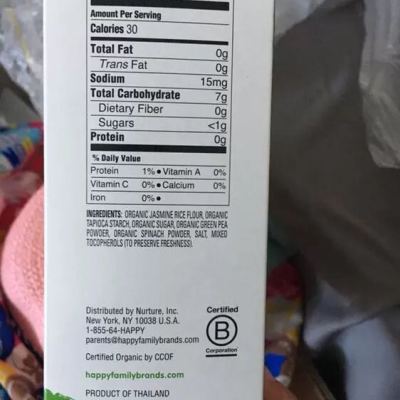 Amount Per Serving
Calories 30
Total Fat 0g
Trans Fat 0g
Sodium 15mg
Total Carbohydrate 7g
Dietary Fiber 0g
Sugars <1g
Protein 0g
% Daily Value
Protein 1% • Vitamin A 0%
Vitamin C 0% • Calcium 0%
Iron 0% •
INGREDIENTS: ORGANIC JASMINE RICE FLOUR, ORGANIC
TAPIOCA STARCH, ORGANIC SUGAR, ORGANIC GREEN PEA
POWDER, ORGANIC SPINACH POWDER, SALT, MIXED
TOCOPHEROLS (TO PRESERVE FRESHNESS).
Distributed by Nurture, Inc.
New York, NY 10038 U.S.A.
1-855-64-HAPPY
parents@happyfamilybrands.com
Certified Organic by CCOF
happyfamilybrands.com
PRODUCT OF THAILAND
Certified
B
Corporation